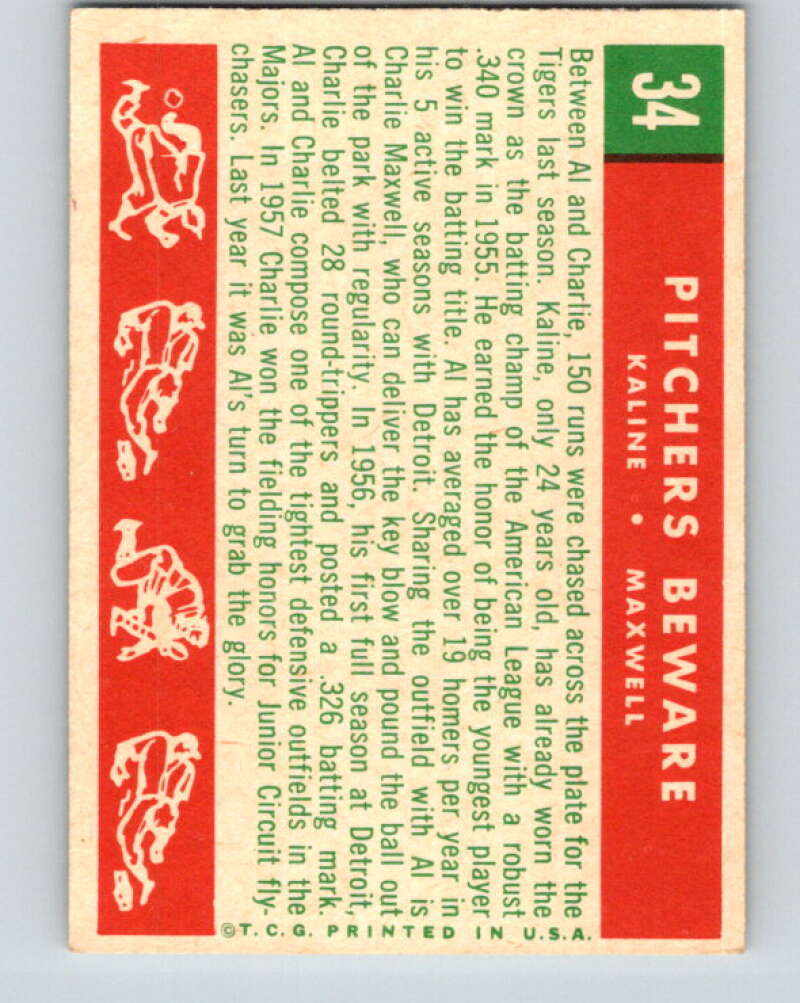 34
PITCHERS BEWARE
KALINE • MAXWELL
Between Al and Charlie, 150 runs were chased across the plate for the
Tigers last season. Kaline, only 24 years old, has already worn the
crown as the batting champ of the American League with a robust
.340 mark in 1955. He earned the honor of being the youngest player
to win the batting title. Al has averaged over 19 homers per year in
his 5 active seasons with Detroit. Sharing the outfield with Al is
Charlie Maxwell, who can deliver the key blow and pound the ball out
of the park with regularity. In 1956, his first full season at Detroit,
Charlie belted 28 round-trippers and posted a .326 batting mark.
Al and Charlie compose one of the tightest defensive outfields in the
Majors. In 1957 Charlie won the fielding honors for Junior Circuit fly-
chasers. Last year it was Al's turn to grab the glory.
© T. C. G. PRINTED IN U.S.A.